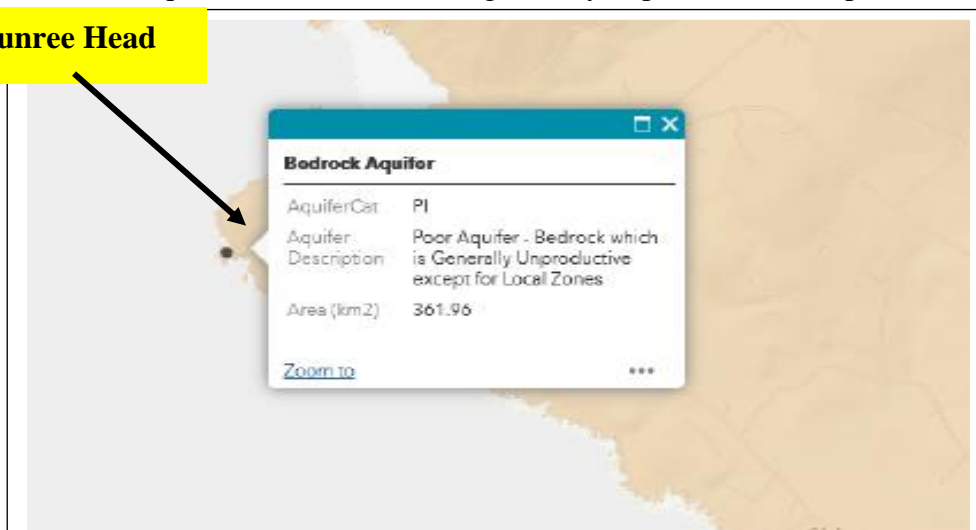 unree Head
Bedrock Aquifer
AquiferCat Pl
Aquifer Description Poor Aquifer - Bedrock which is Generally Unproductive except for Local Zones
Area (km2) 361.96
Zoom to